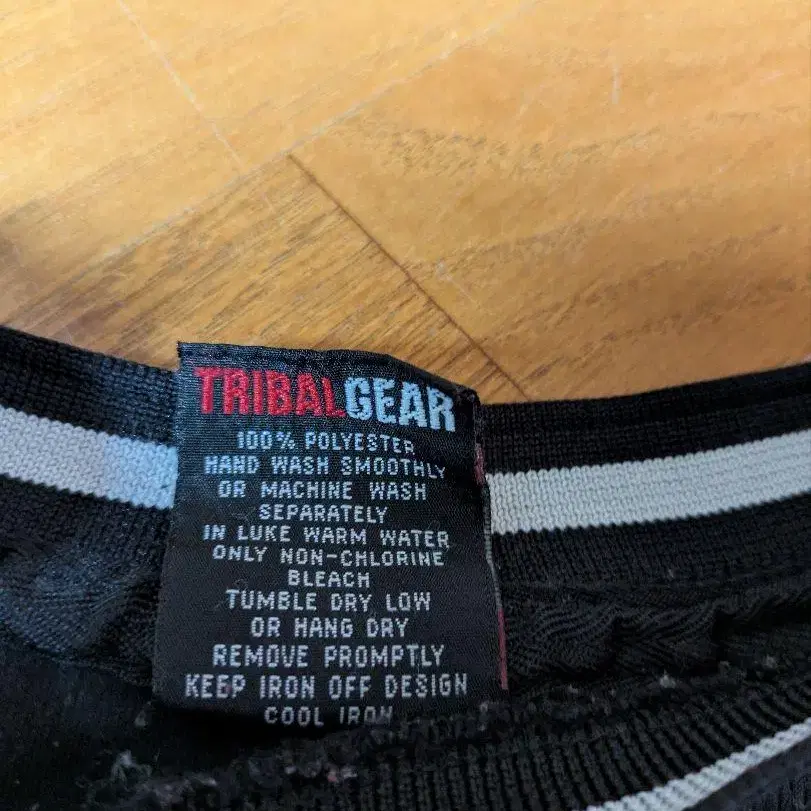 TRIBALGEAR
100% POLYESTER
HAND WASH SMOOTHLY
OR MACHINE WASH
SEPARATELY
IN LUKE WARM WATER
ONLY NON-CHLORINE
BLEACH
TUMBLE DRY LOW
OR HANG DRY
REMOVE PROMPTLY
KEEP IRON OFF DESIGN
COOL IRON